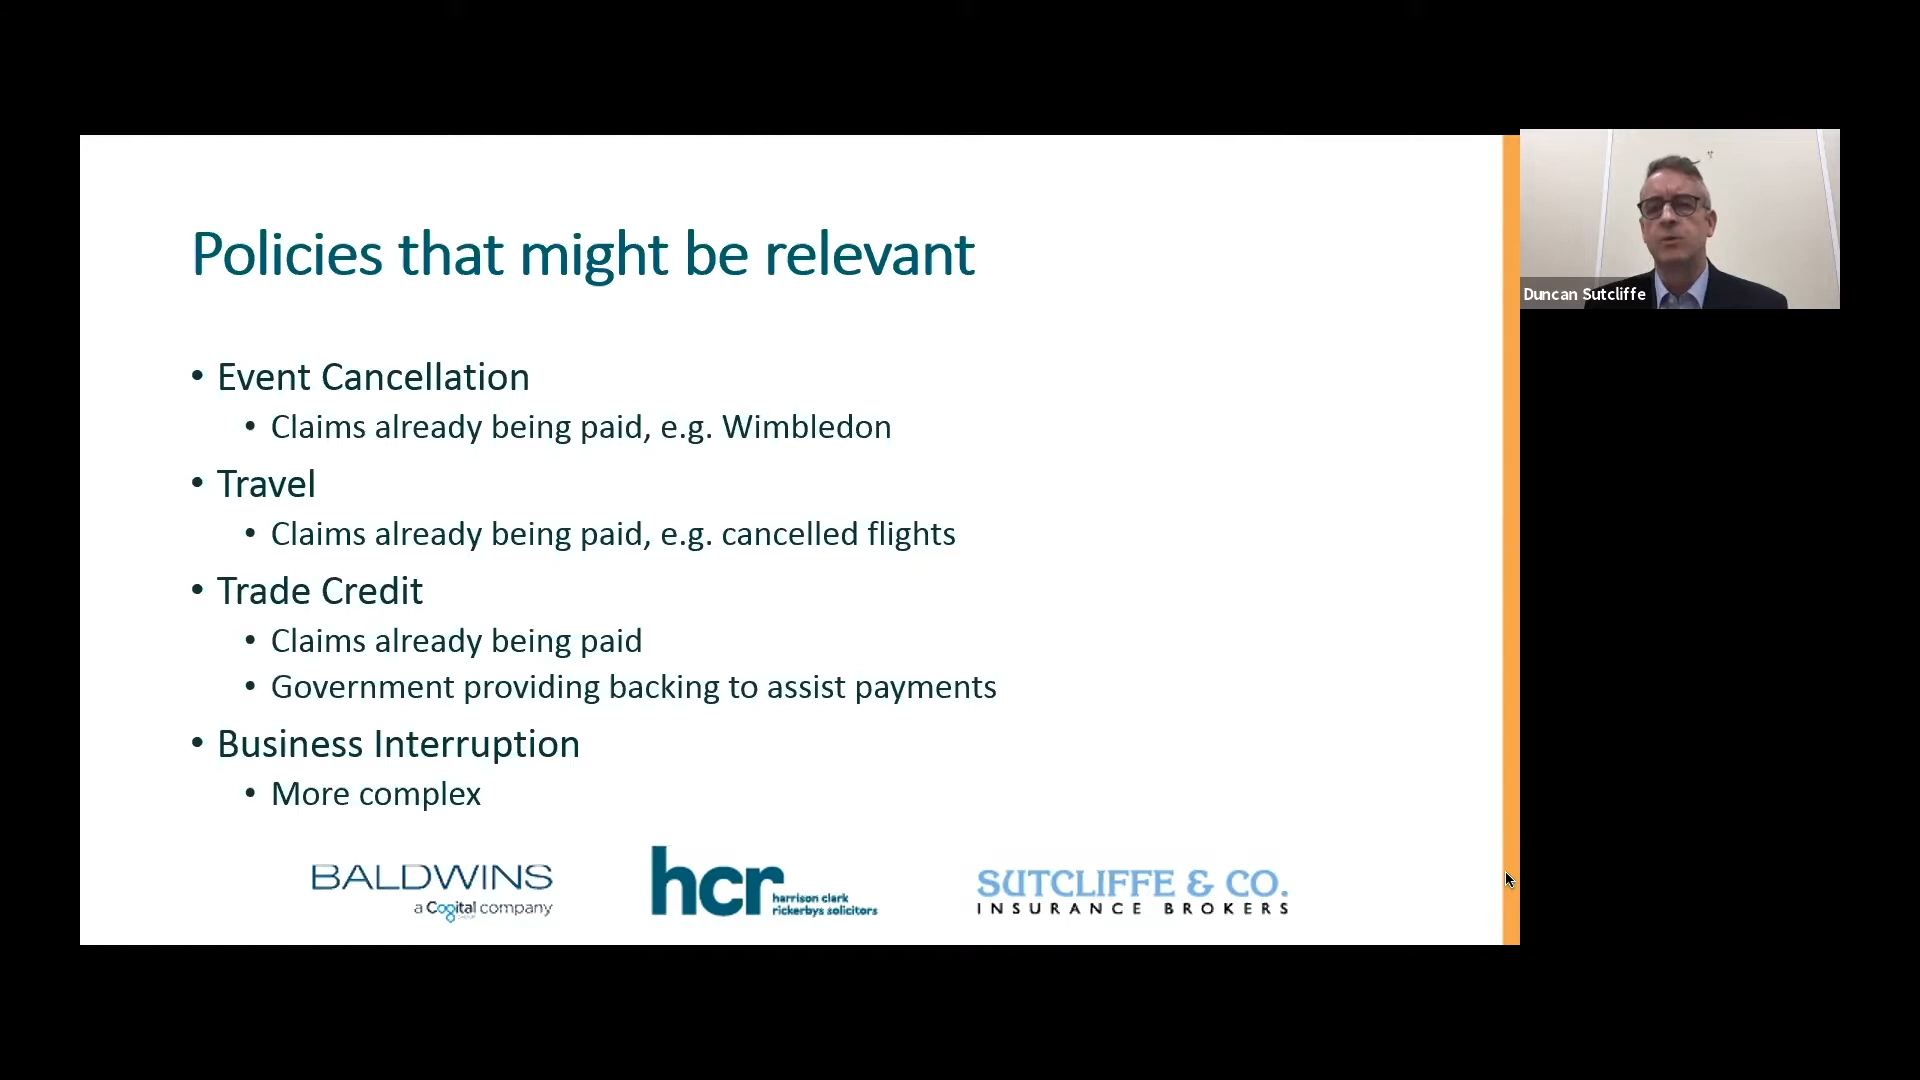 Policies that might be relevant
• Event Cancellation
• Claims already being paid, e.g. Wimbledon
• Travel
• Claims already being paid, e.g. cancelled flights
• Trade Credit
• Claims already being paid
• Government providing backing to assist payments
• Business Interruption
• More complex
BALDWINS
a Cogital company
hcr
harrison clark
rickerbys solicitors
SUTCLIFFE & CO.
INSURANCE BROKERS
Duncan Sutcliffe